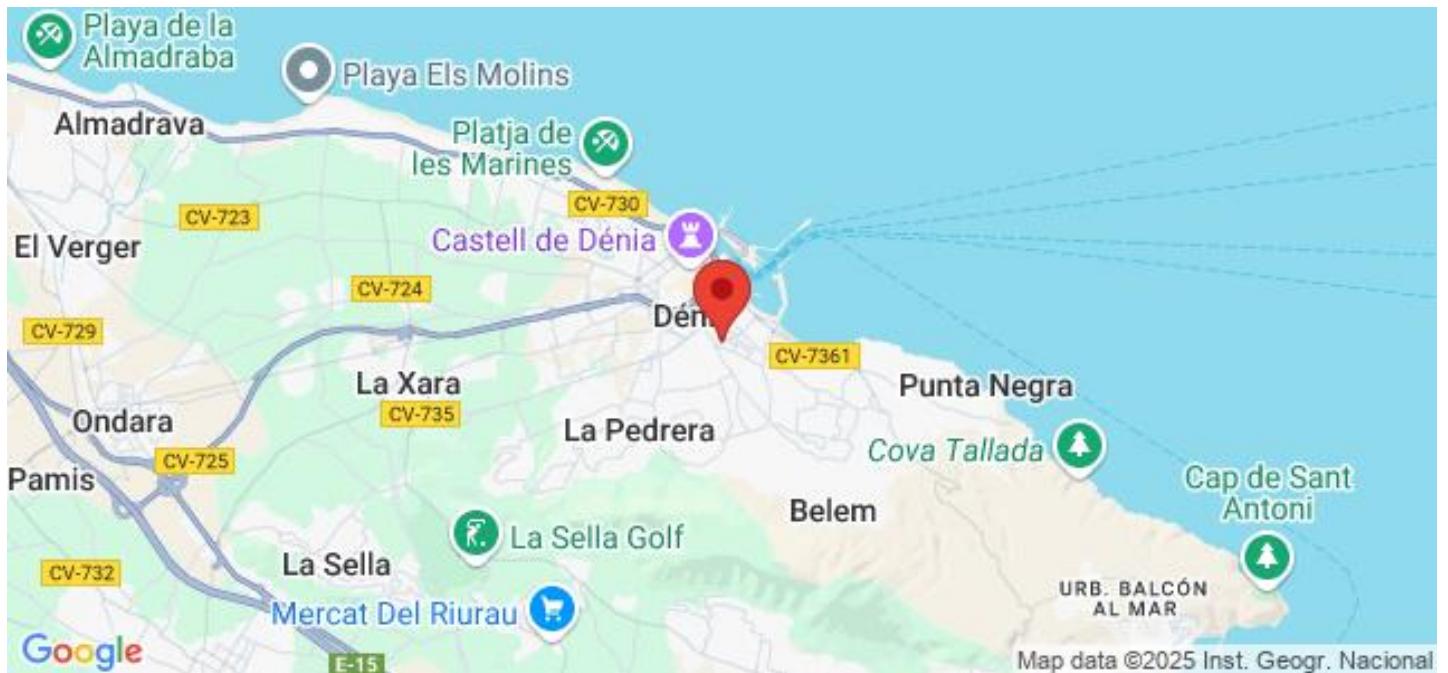 Playa de la
Almadraba
Playa Els Molins
Almadrava
Platja de
les Marines
CV-723
CV-730
El Verger
Castell de Dénia
CV-724
CV-729
CV-7361
La Xara
Punta Negra
CV-735
Ondara
La Pedrera
Cova Tallada
CV-725
Pamis
Cap de Sant
Antoni
Belem
La Sella Golf
La Sella
CV-732
URB. BALCÓN
AL MAR
Mercat Del Riurau
Google
E-15
Map data ©2025 Inst. Geogr. Nacional